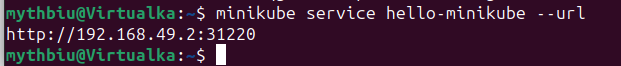 mythbiu@Virtualka:~$ minikube service hello-minikube --url
http://192.168.49.2:31220
mythbiu@Virtualka:~$